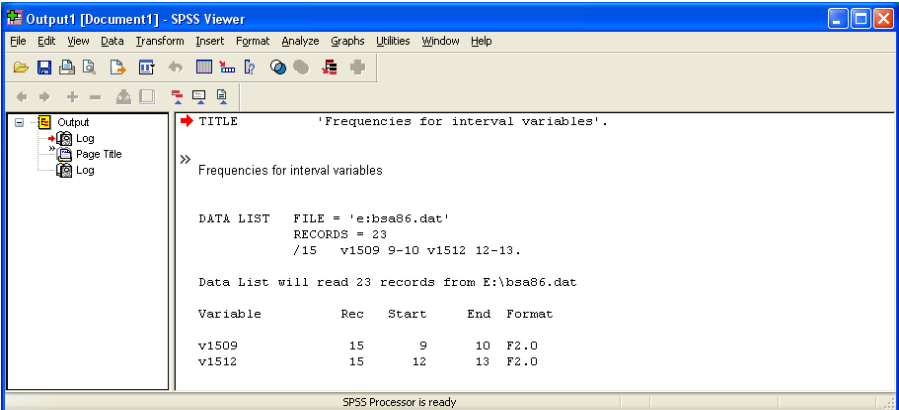 Output1 [Document1] - SPSS Viewer
File Edit View Data Transform Insert Format Analyze Graphs Utilities Window Help
Output
Log
Page Title
Log
TITLE 'Frequencies for interval variables'.
Frequencies for interval variables
DATA LIST FILE = 'e:bsa86.dat'
RECORDS = 23
/15 v1509 9-10 v1512 12-13.
Data List will read 23 records from E:\bsa86.dat
Variable Rec Start End Format
v1509 15 9 10 F2.0
v1512 15 12 13 F2.0
SPSS Processor is ready